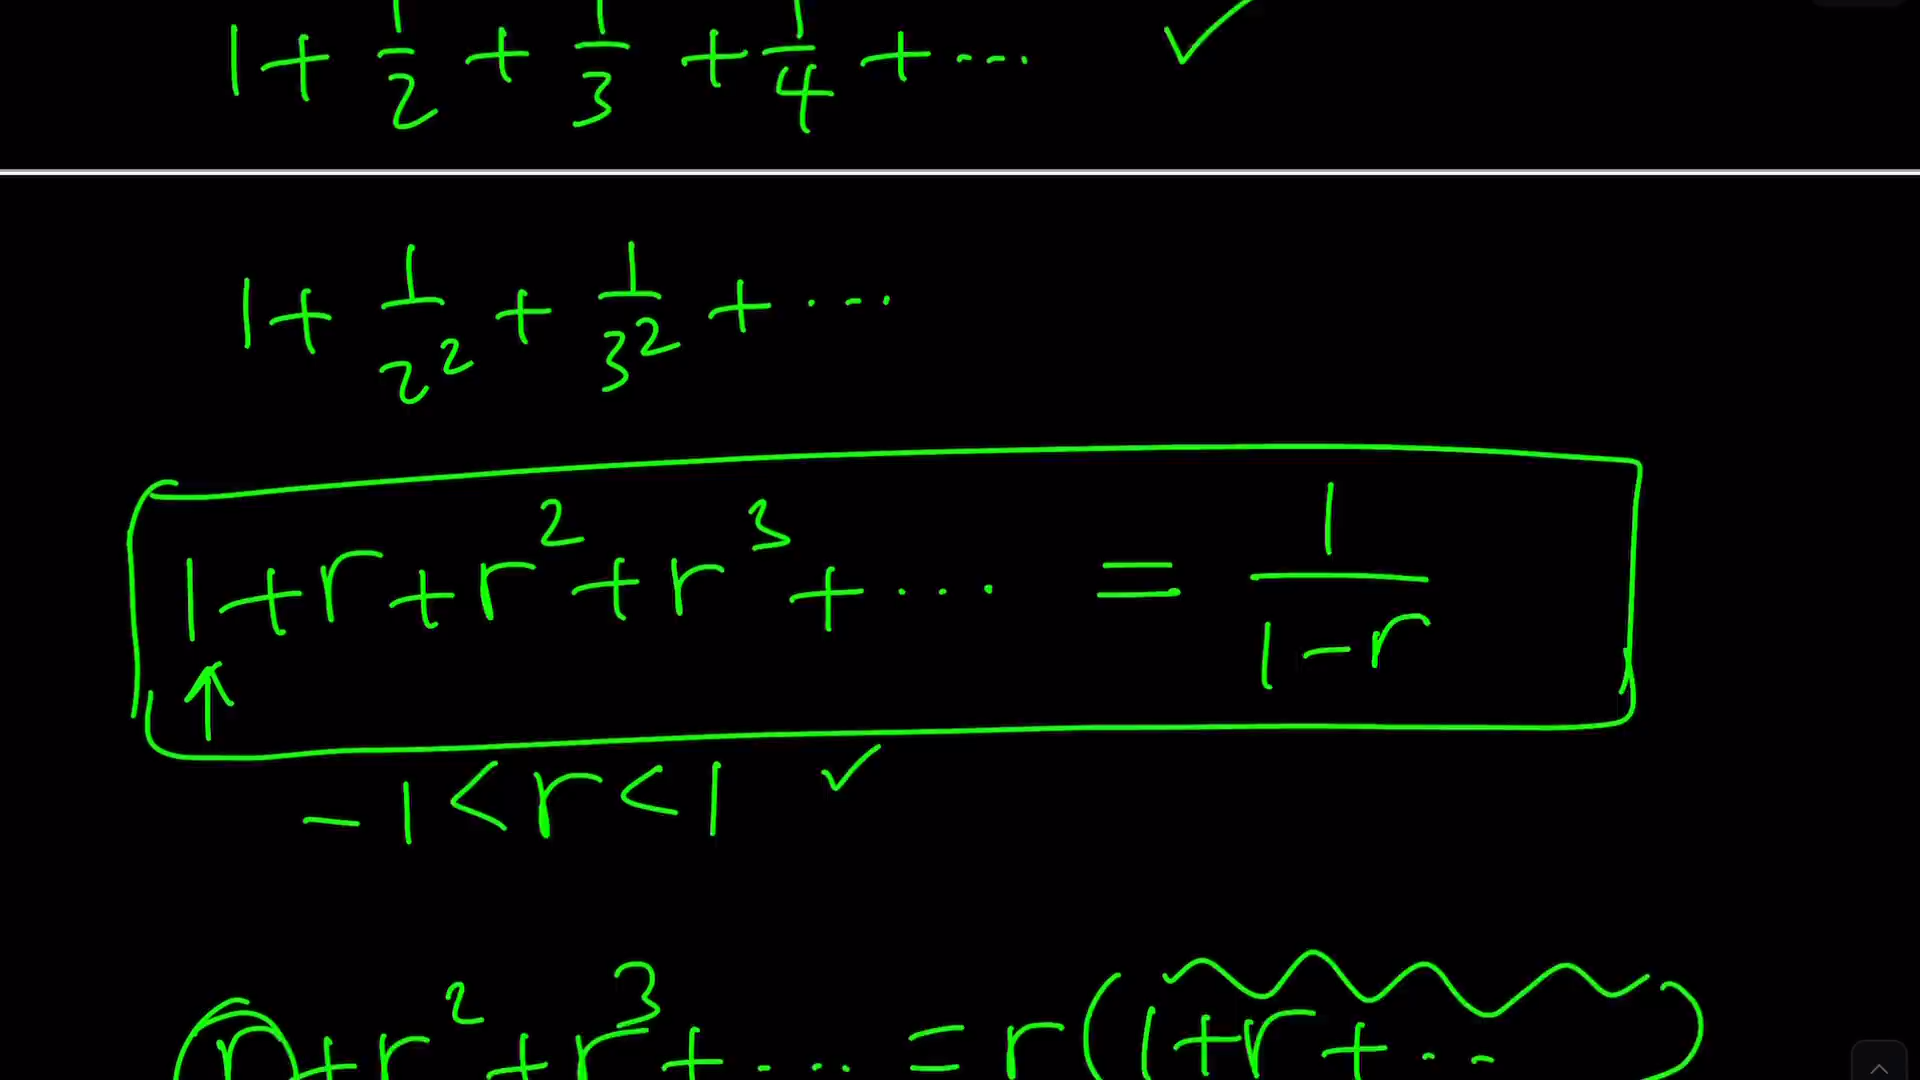 1 + 1/2 + 1/3 + 1/4 + ... ✓
1 + 1/2² + 1/3² + ...
1 + r + r² + r³ + ... = 1/(1-r)
↑
-1 < r < 1 ✓
r + r² + r³ + ... = r(1 + r + ... )